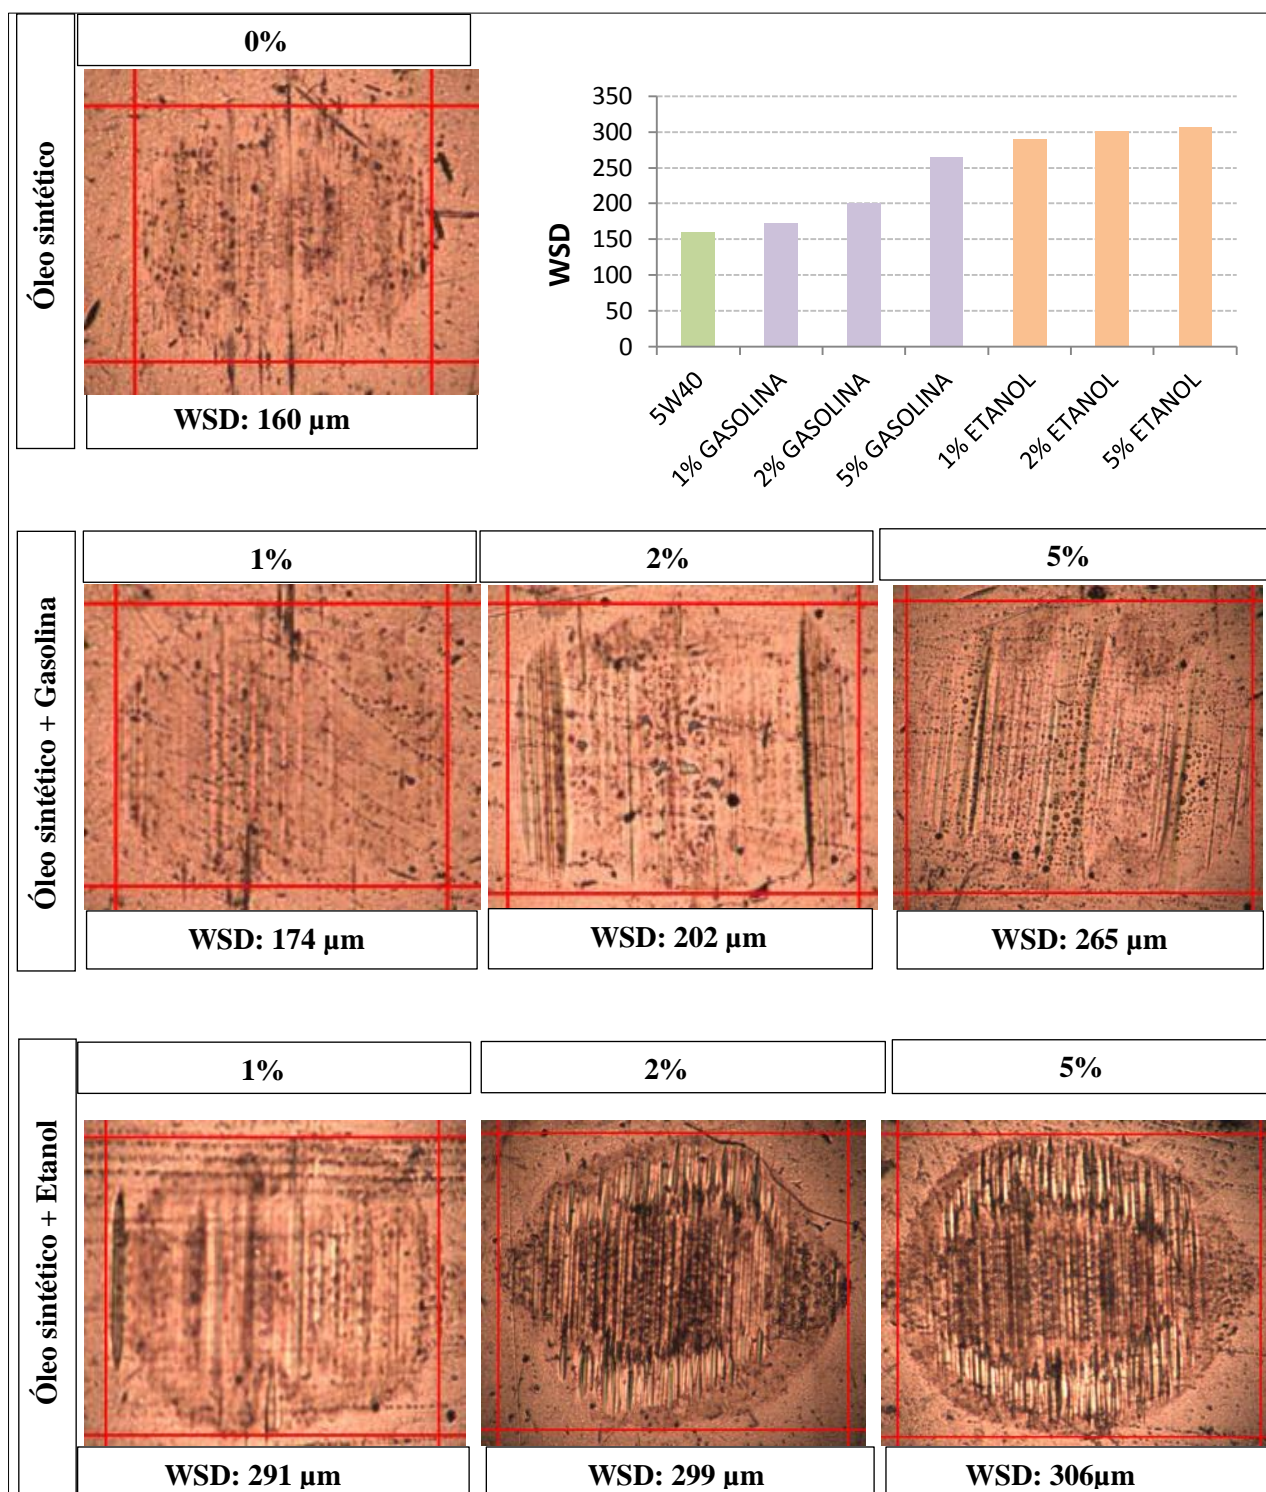 Óleo sintético
0%
WSD: 160 µm
WSD
350
300
250
200
150
100
50
0
5W40
1% GASOLINA
2% GASOLINA
5% GASOLINA
1% ETANOL
2% ETANOL
5% ETANOL
Óleo sintético + Gasolina
1%
2%
5%
WSD: 174 µm
WSD: 202 µm
WSD: 265 µm
Óleo sintético + Etanol
1%
2%
5%
WSD: 291 µm
WSD: 299 µm
WSD: 306µm